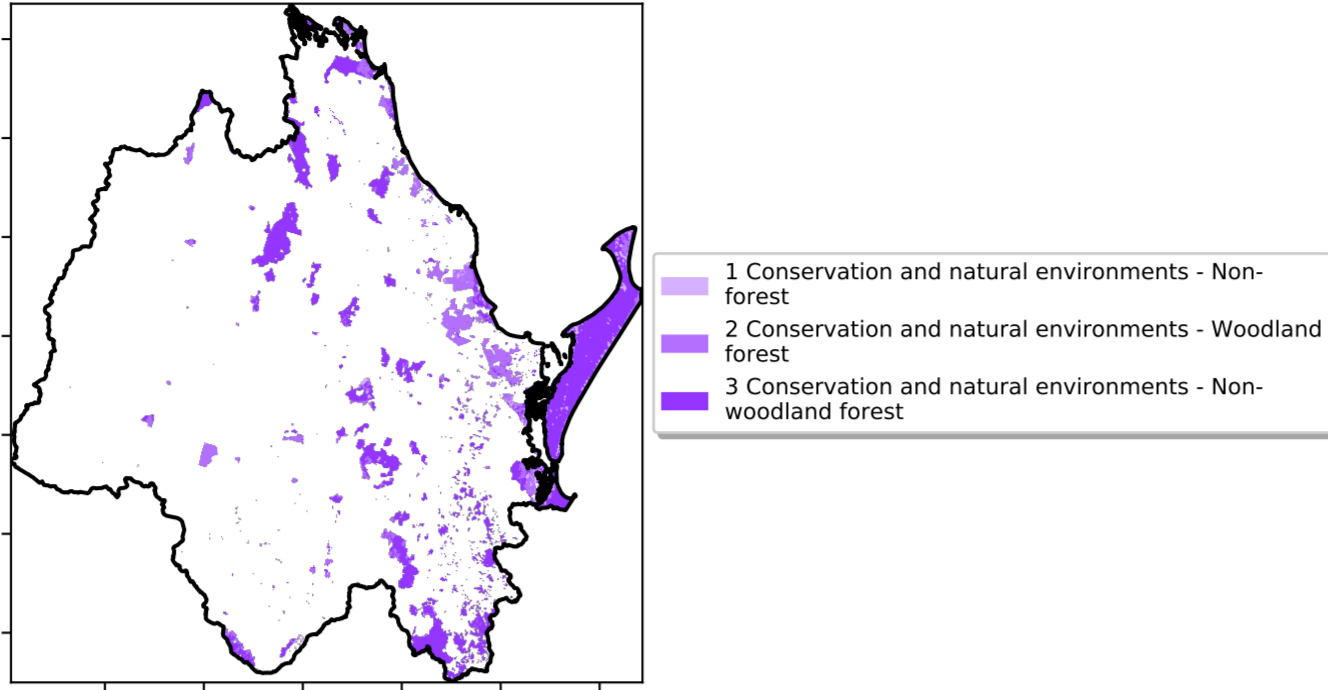 1 Conservation and natural environments - Non-
forest
2 Conservation and natural environments - Woodland
forest
3 Conservation and natural environments - Non-
woodland forest